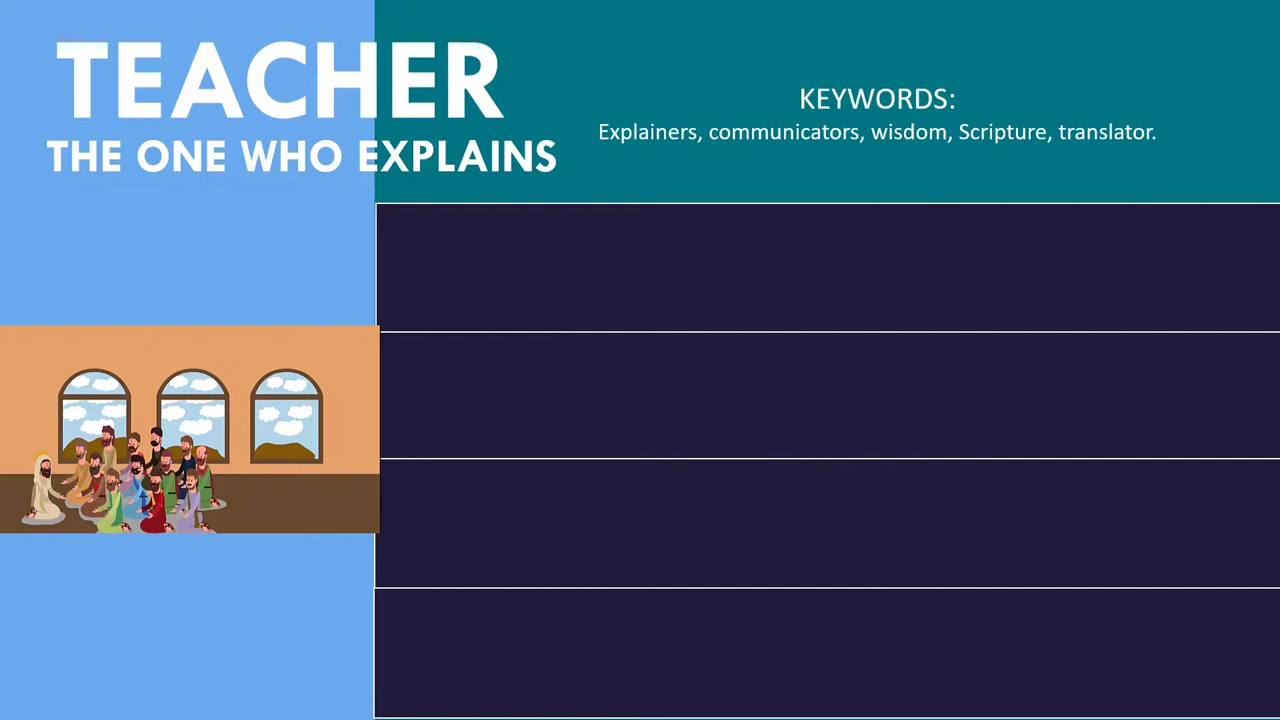 TEACHER
THE ONE WHO EXPLAINS
KEYWORDS:
Explainers, communicators, wisdom, Scripture, translator.